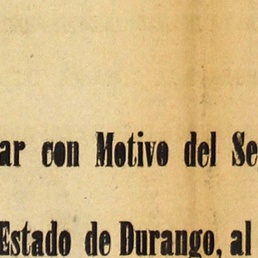 ar con Motivo del Se
Estado de Durango, al